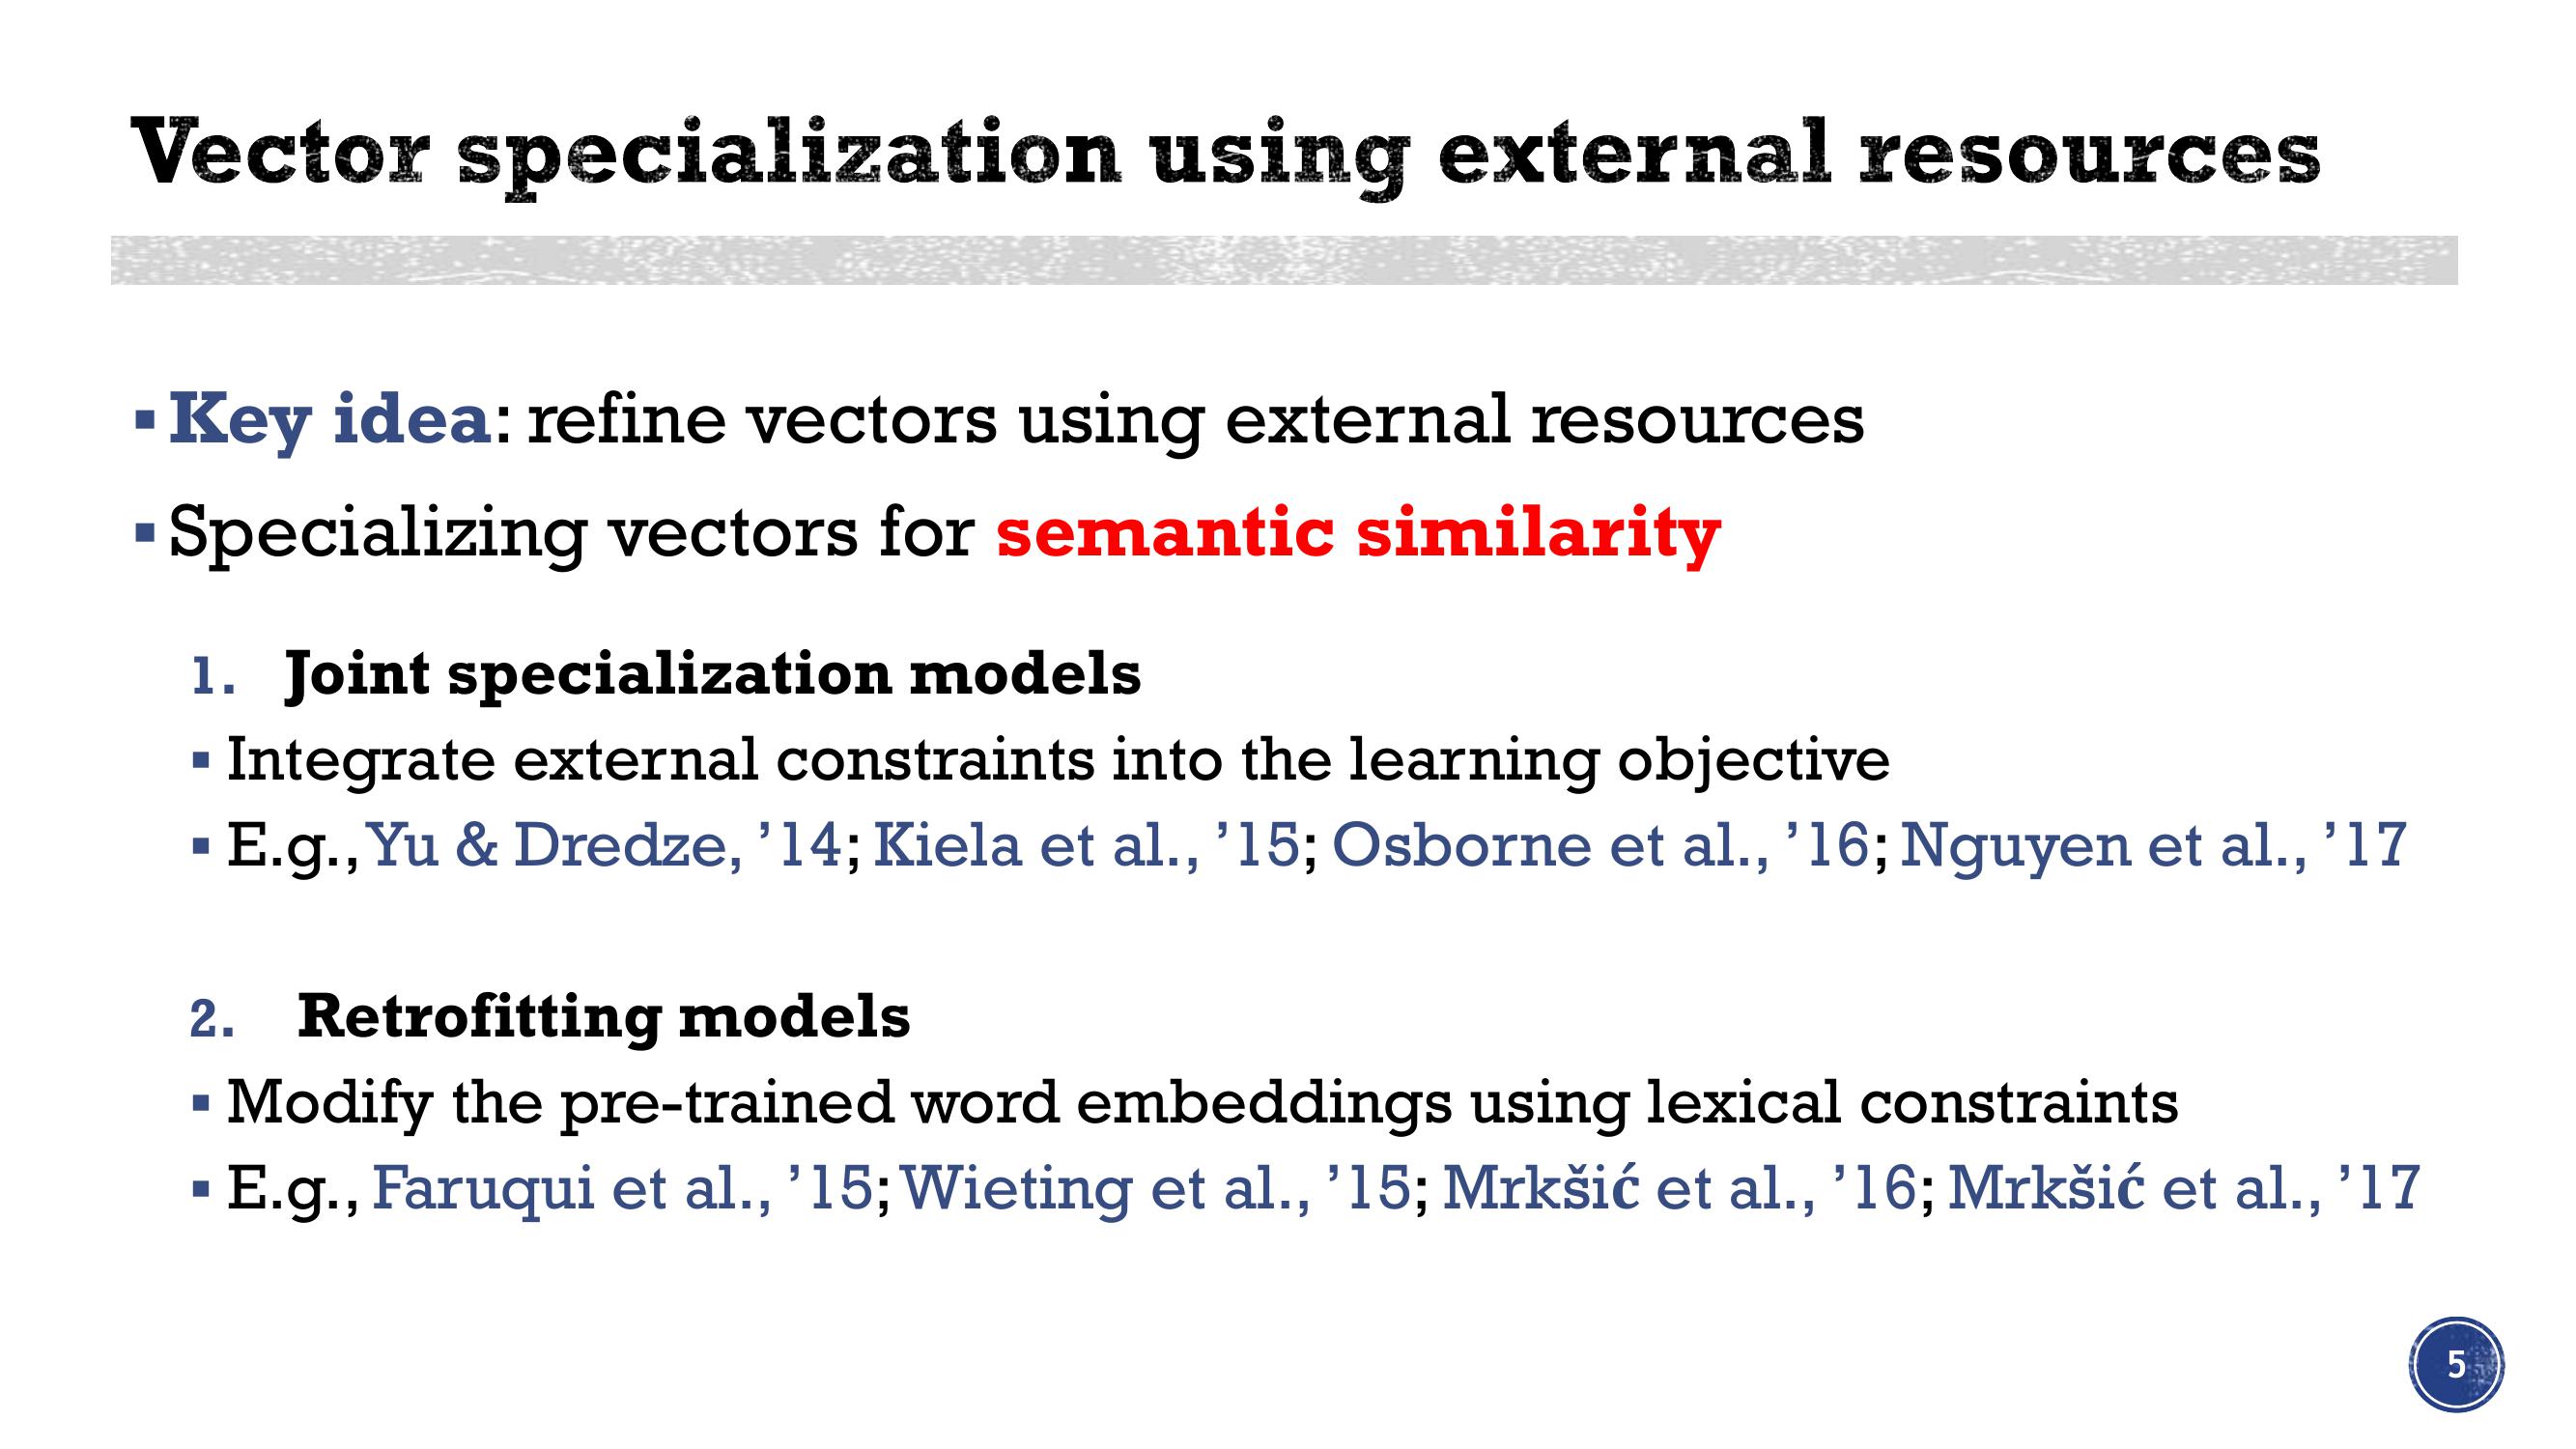 Vector specialization using external resources
▪ Key idea: refine vectors using external resources
▪ Specializing vectors for semantic similarity
1. Joint specialization models
▪ Integrate external constraints into the learning objective
▪ E.g., Yu & Dredze, ’14; Kiela et al., ’15; Osborne et al., ’16; Nguyen et al., ’17
2. Retrofitting models
▪ Modify the pre-trained word embeddings using lexical constraints
▪ E.g., Faruqui et al., ’15; Wieting et al., ’15; Mrkšić et al., ’16; Mrkšić et al., ’17
5